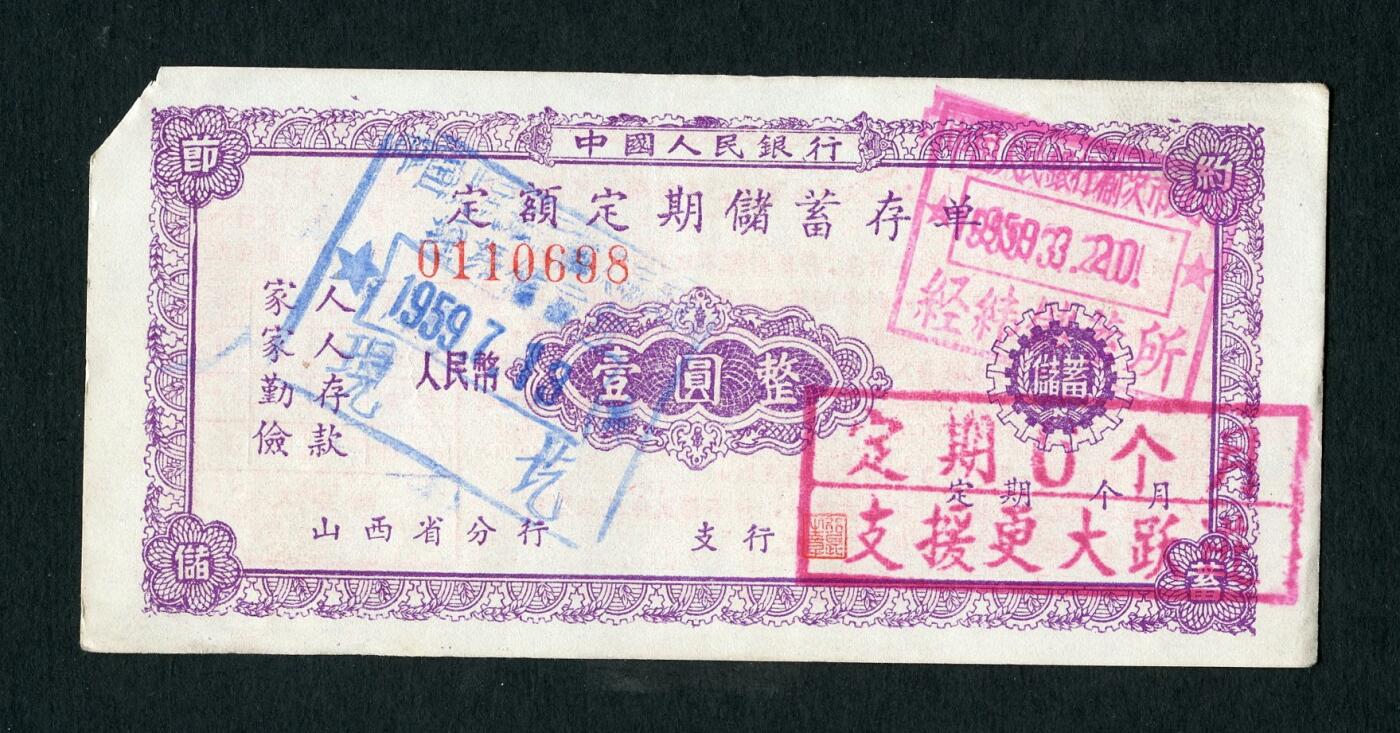 中國人民銀行
節 約
定額定期儲蓄存单
0110698
家家勤儉
人人存款
人民幣 壹圓整
儲蓄
定期 个月
山西省分行 支行
儲 蓄
1959.7.
現 訖
所
定期 个月
支援更大跃